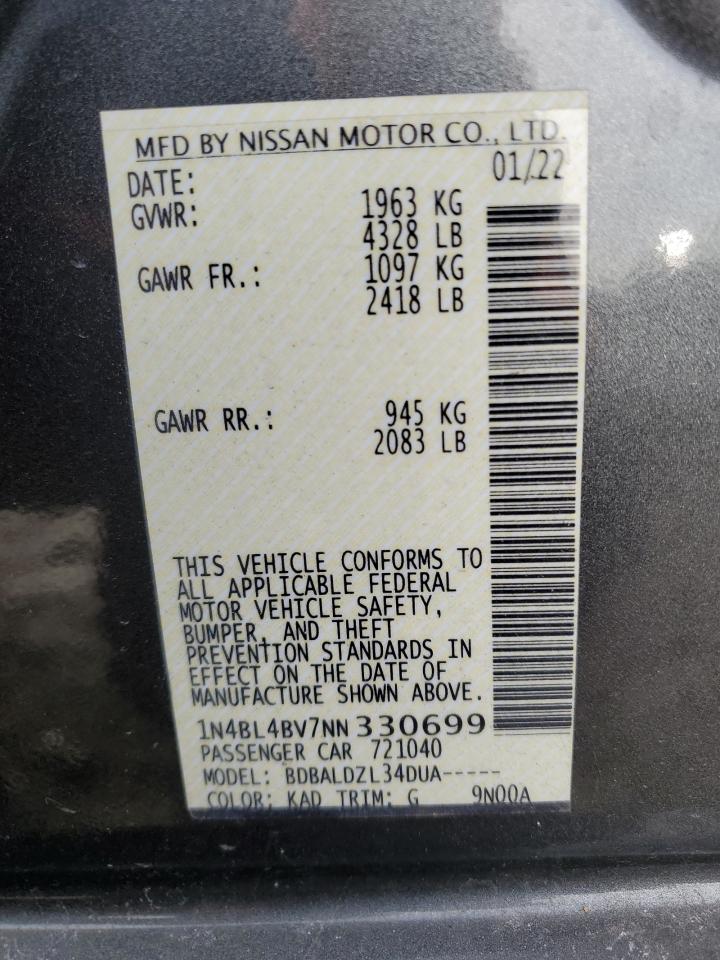 MFD BY NISSAN MOTOR CO., LTD.
DATE: 01/22
GVWR: 1963 KG
4328 LB
GAWR FR.: 1097 KG
2418 LB
GAWR RR.: 945 KG
2083 LB
THIS VEHICLE CONFORMS TO
ALL APPLICABLE FEDERAL
MOTOR VEHICLE SAFETY,
BUMPER, AND THEFT
PREVENTION STANDARDS IN
EFFECT ON THE DATE OF
MANUFACTURE SHOWN ABOVE.
1N4BL4BV7NN330699
PASSENGER CAR 721040
MODEL: BDBALDZL34DUA-----
COLOR: KAD TRIM: G 9N00A